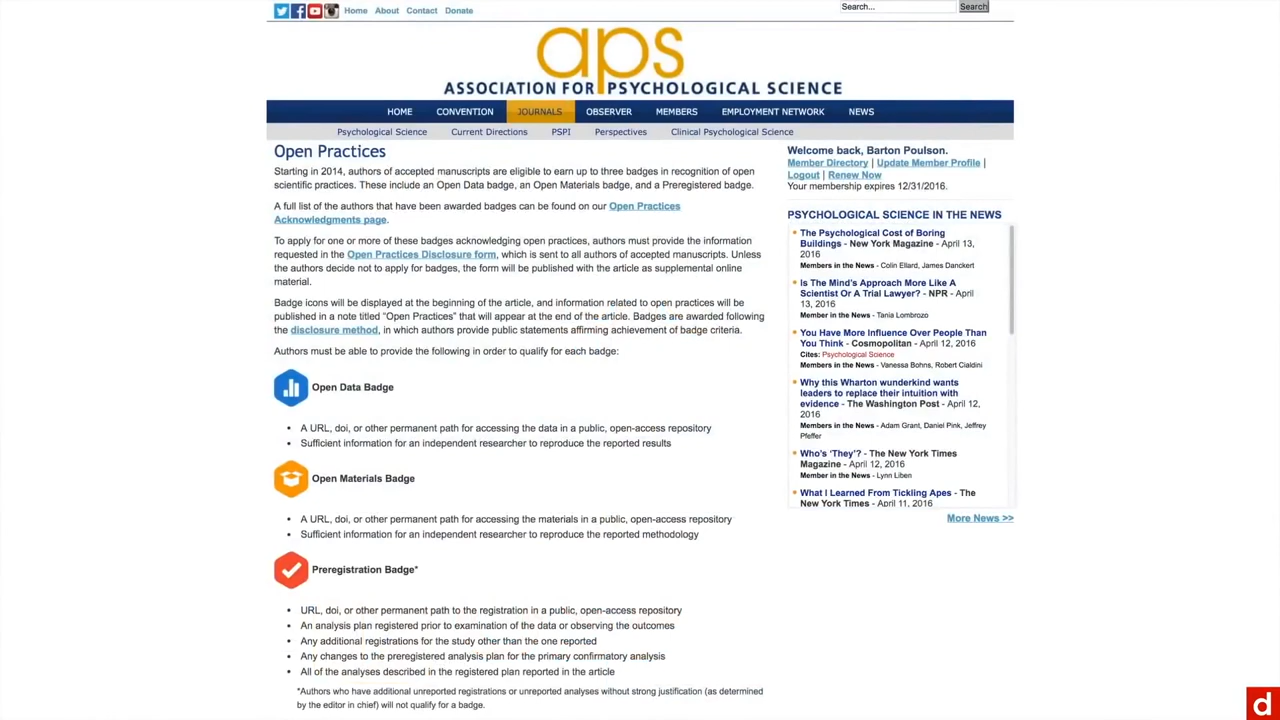 Home About Contact Donate
Search... Search
aps
ASSOCIATION FOR PSYCHOLOGICAL SCIENCE
HOME CONVENTION JOURNALS OBSERVER MEMBERS EMPLOYMENT NETWORK NEWS
Psychological Science Current Directions PSPI Perspectives Clinical Psychological Science
Open Practices
Starting in 2014, authors of accepted manuscripts are eligible to earn up to three badges in recognition of open
scientific practices. These include an Open Data badge, an Open Materials badge, and a Preregistered badge.
A full list of the authors that have been awarded badges can be found on our Open Practices
Acknowledgments page.
To apply for one or more of these badges acknowledging open practices, authors must provide the information
requested in the Open Practices Disclosure form, which is sent to all authors of accepted manuscripts. Unless
the authors decide not to apply for badges, the form will be published with the article as supplemental online
material.
Badge icons will be displayed at the beginning of the article, and information related to open practices will be
published in a note titled "Open Practices" that will appear at the end of the article. Badges are awarded following
the disclosure method, in which authors provide public statements affirming achievement of badge criteria.
Authors must be able to provide the following in order to qualify for each badge:
Open Data Badge
• A URL, doi, or other permanent path for accessing the data in a public, open-access repository
• Sufficient information for an independent researcher to reproduce the reported results
Open Materials Badge
• A URL, doi, or other permanent path for accessing the materials in a public, open-access repository
• Sufficient information for an independent researcher to reproduce the reported methodology
Preregistration Badge*
• URL, doi, or other permanent path to the registration in a public, open-access repository
• An analysis plan registered prior to examination of the data or observing the outcomes
• Any additional registrations for the study other than the one reported
• Any changes to the preregistered analysis plan for the primary confirmatory analysis
• All of the analyses described in the registered plan reported in the article
*Authors who have additional unreported registrations or unreported analyses without strong justification (as determined
by the editor in chief) will not qualify for a badge.
Welcome back, Barton Poulson.
Member Directory | Update Member Profile |
Logout | Renew Now
Your membership expires 12/31/2016.
PSYCHOLOGICAL SCIENCE IN THE NEWS
• The Psychological Cost of Boring
Buildings - New York Magazine - April 13,
2016
Members in the News - Colin Ellard, James Danckert
• Is The Mind's Approach More Like A
Scientist Or A Trial Lawyer? - NPR - April
13, 2016
Member in the News - Tania Lombrozo
• You Have More Influence Over People Than
You Think - Cosmopolitan - April 12, 2016
Cites: Psychological Science
Members in the News - Vanessa Bohns, Robert Cialdini
• Why this Wharton wunderkind wants
leaders to replace their intuition with
evidence - The Washington Post - April 12,
2016
Members in the News - Adam Grant, Daniel Pink, Jeffrey
Pfeffer
• Who's 'They'? - The New York Times
Magazine - April 12, 2016
Member in the News - Lynn Liben
• What I Learned From Tickling Apes - The
New York Times - April 11, 2016
More News >>
d